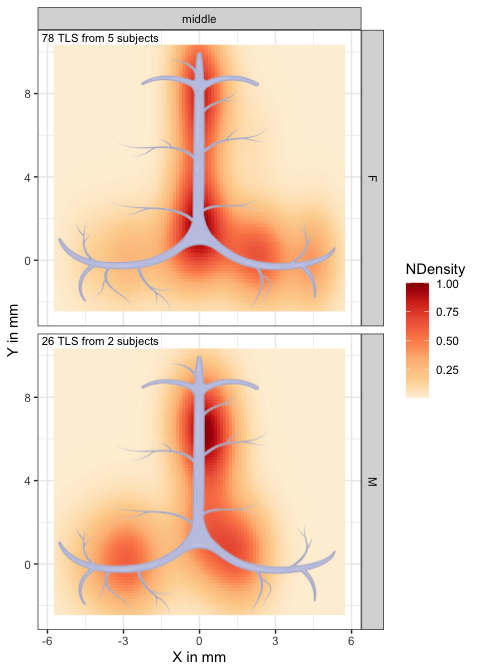 middle
78 TLS from 5 subjects
8
4
0
F
26 TLS from 2 subjects
8
4
0
M
-6 -3 0 3 6
X in mm
Y in mm
NDensity
1.00
0.75
0.50
0.25